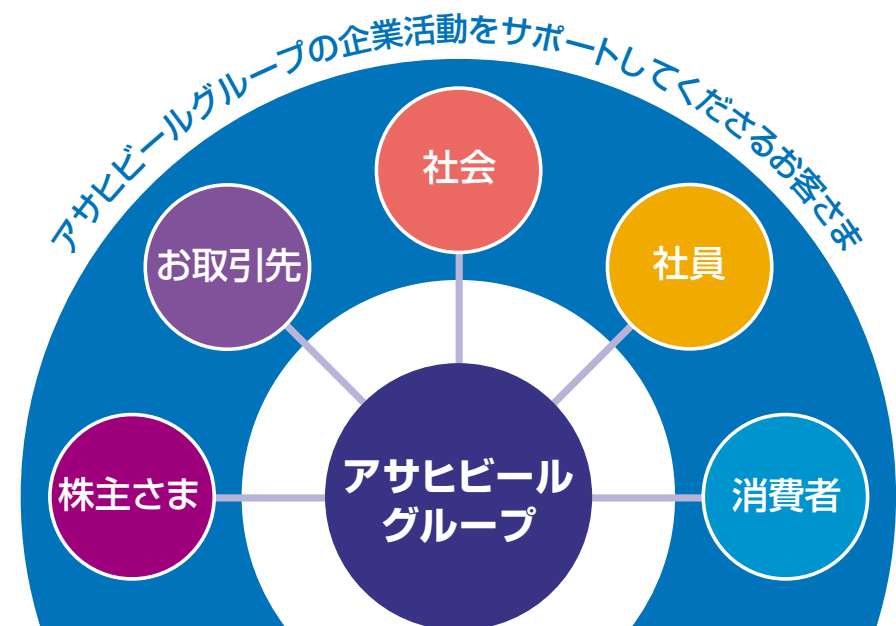 アサヒビールグループの企業活動をサポートしてくださるお客さま
社会
お取引先
社員
株主さま
アサヒビール
グループ
消費者